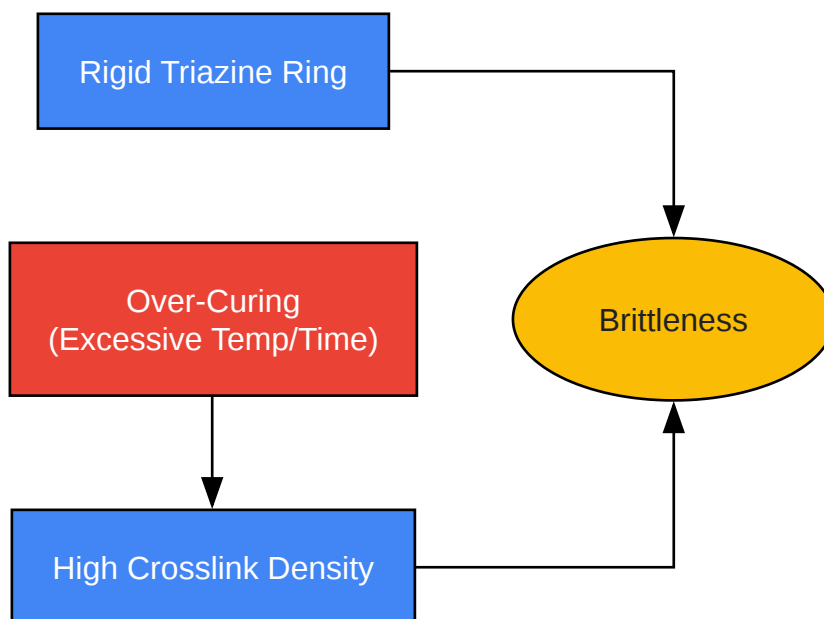 Rigid Triazine Ring
Over-Curing
(Excessive Temp/Time)
Brittleness
High Crosslink Density